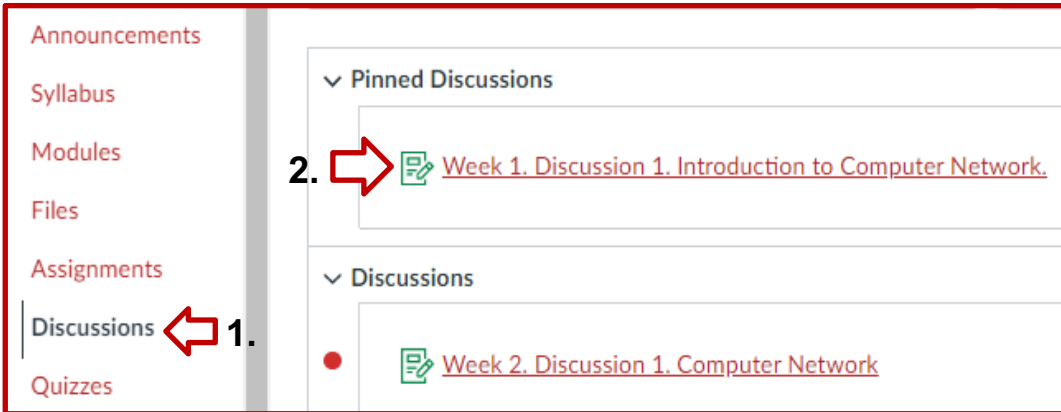 Announcements
Syllabus
Modules
Files
Assignments
Discussions 1.
Quizzes
Pinned Discussions
2. Week 1. Discussion 1. Introduction to Computer Network.
Discussions
Week 2. Discussion 1. Computer Network